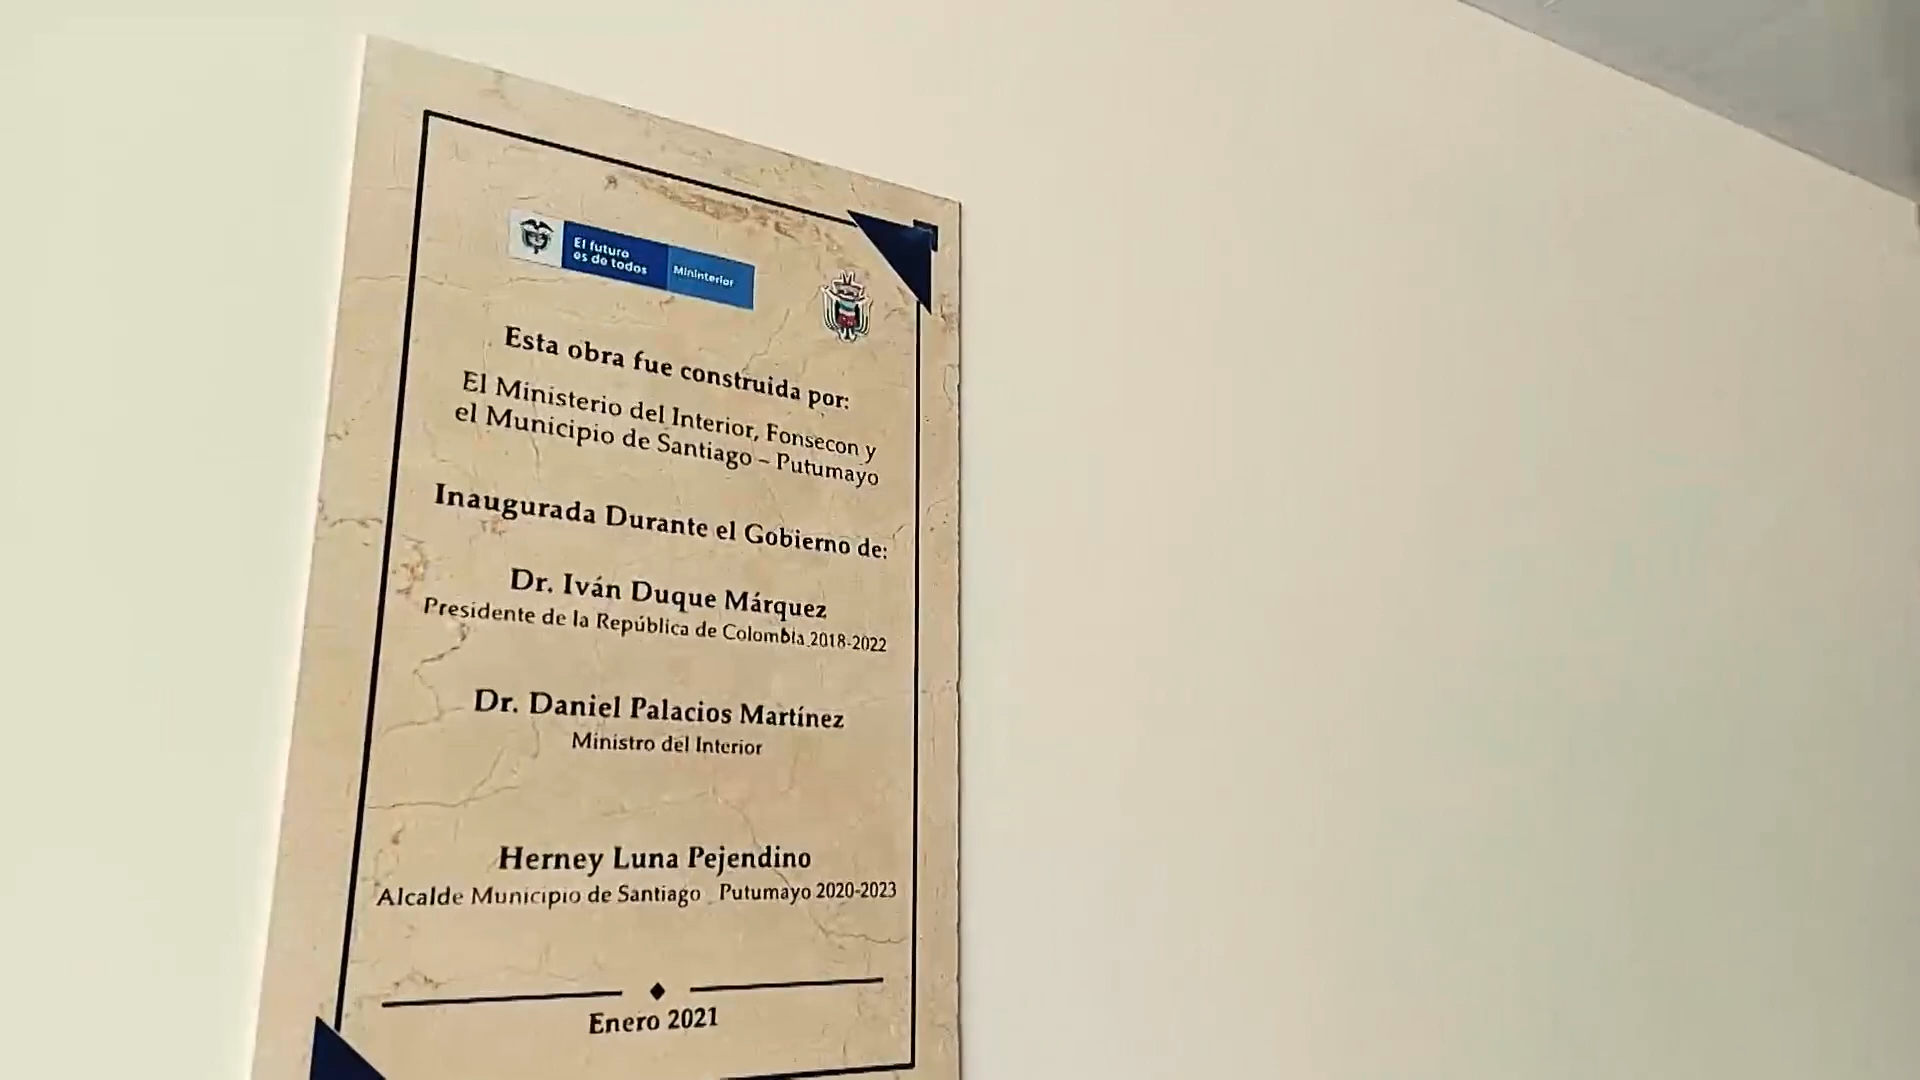 El futuro
es de todos
Mininterior
Esta obra fue construida por:
El Ministerio del Interior, Fonsecon y
el Municipio de Santiago – Putumayo
Inaugurada Durante el Gobierno de:
Dr. Iván Duque Márquez
Presidente de la República de Colombia 2018-2022
Dr. Daniel Palacios Martínez
Ministro del Interior
Herney Luna Pejendino
Alcalde Municipio de Santiago _ Putumayo 2020-2023
Enero 2021